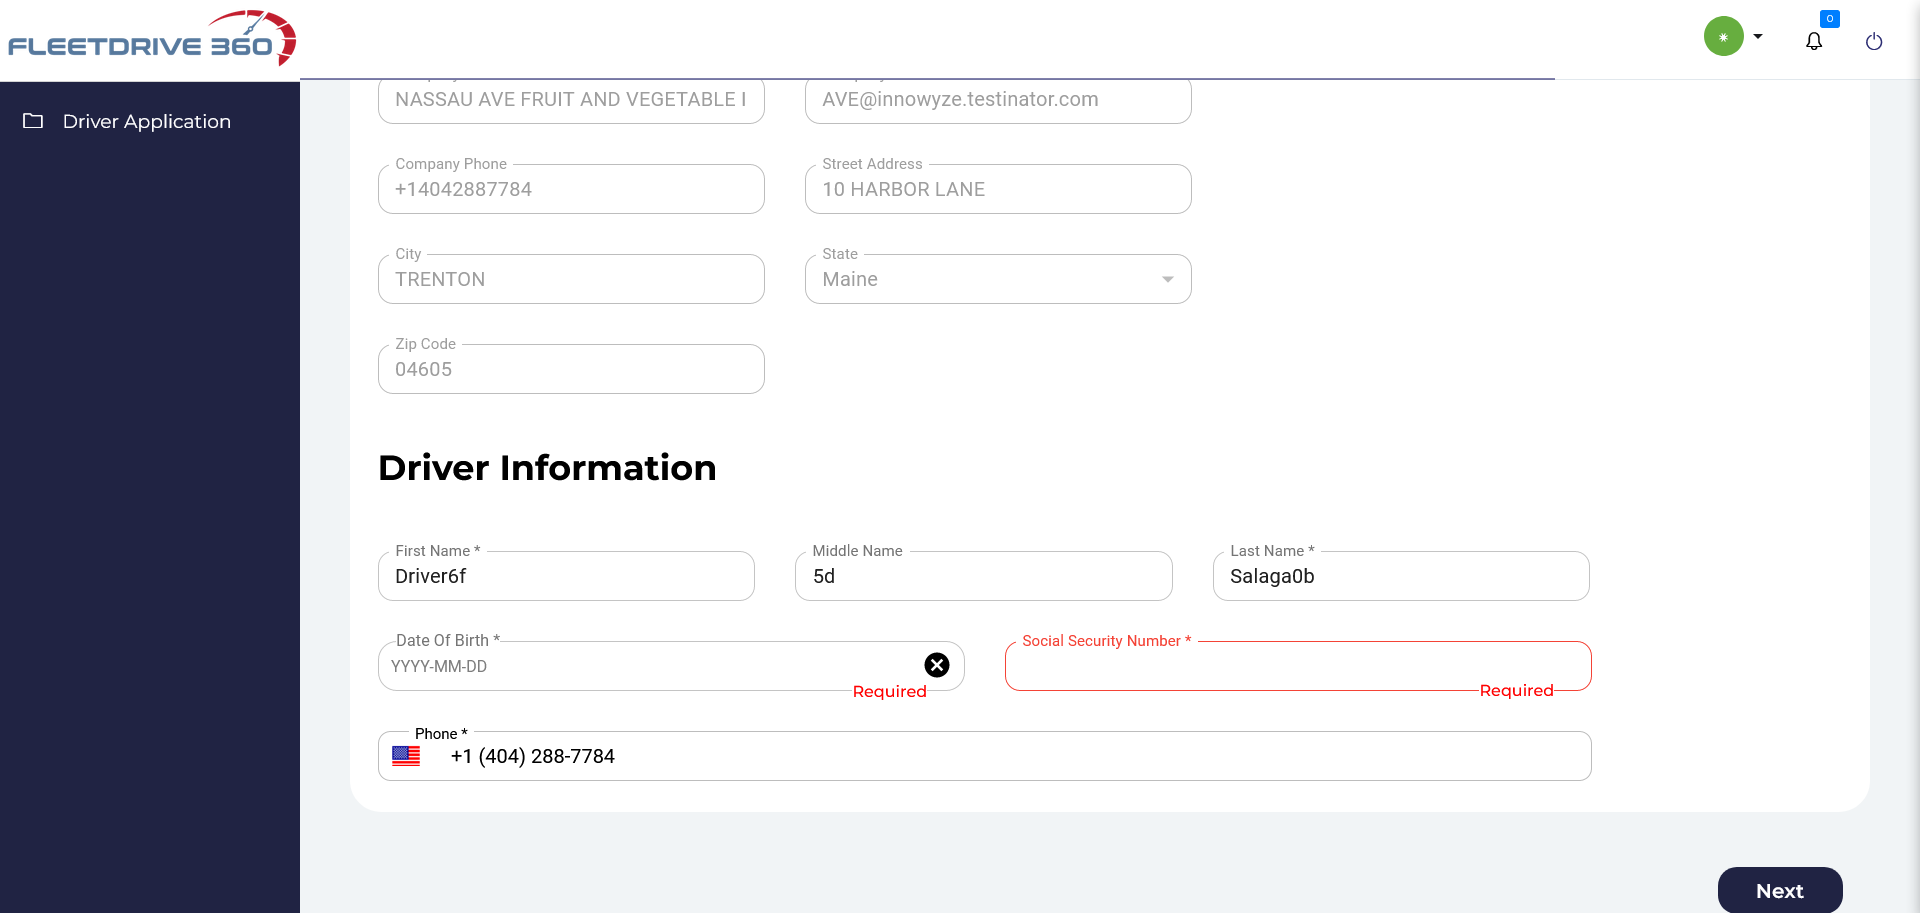 FLEETDRIVE 360
0
Driver Application
NASSAU AVE FRUIT AND VEGETABLE
AVE@innowyze.testinator.com
Company Phone
+14042887784
Street Address
10 HARBOR LANE
City
TRENTON
State
Maine
Zip Code
04605
Driver Information
First Name *
Driver6f
Middle Name
5d
Last Name *
Salaga0b
Date Of Birth *
YYYY-MM-DD
Required
Social Security Number *
Required
Phone *
+1 (404) 288-7784
Next